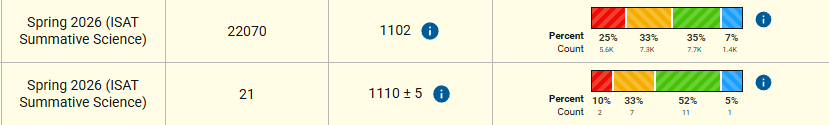 Spring 2026 (ISAT
Summative Science)
22070
1102
25% 33% 35% 7%
Percent
Count
5.6K 7.3K 7.7K 1.4K
Spring 2026 (ISAT
Summative Science)
21
1110 ± 5
10% 33% 52% 5%
Percent
Count
2 7 11 1